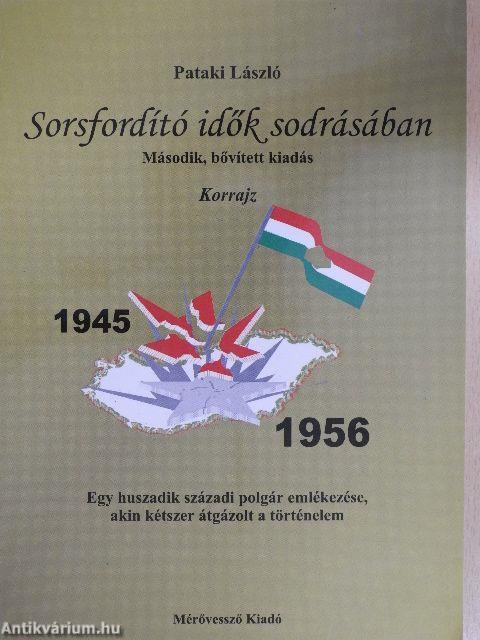 Pataki László
Sorsfordító idők sodrásában
Második, bővített kiadás
Korrajz
1945
1956
Egy huszadik századi polgár emlékezése,
akin kétszer átgázolt a történelem
Mérővessző Kiadó
Antikvárium.hu